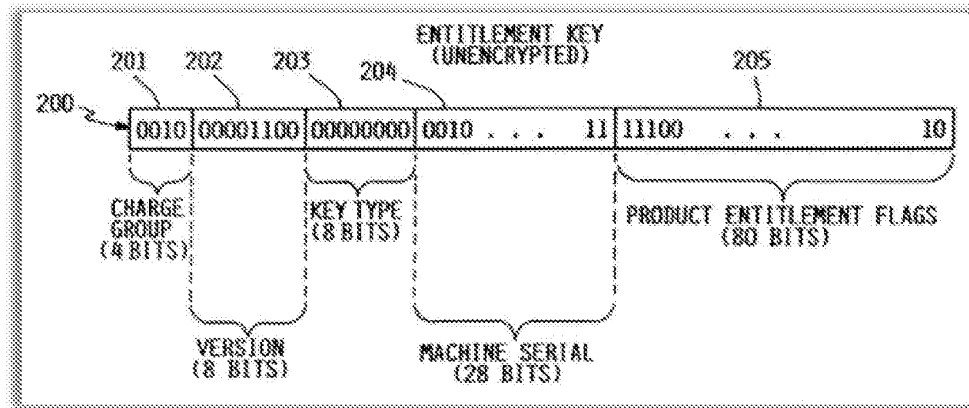 ENTITLEMENT KEY
(UNENCRYPTED)
201 202 203 204 205
200
0010 00001100 00000000 0010 . . . 11 11100 . . . 10
CHARGE
GROUP
(4 BITS)
KEY TYPE
(8 BITS)
PRODUCT ENTITLEMENT FLAGS
(80 BITS)
VERSION
(8 BITS)
MACHINE SERIAL
(28 BITS)